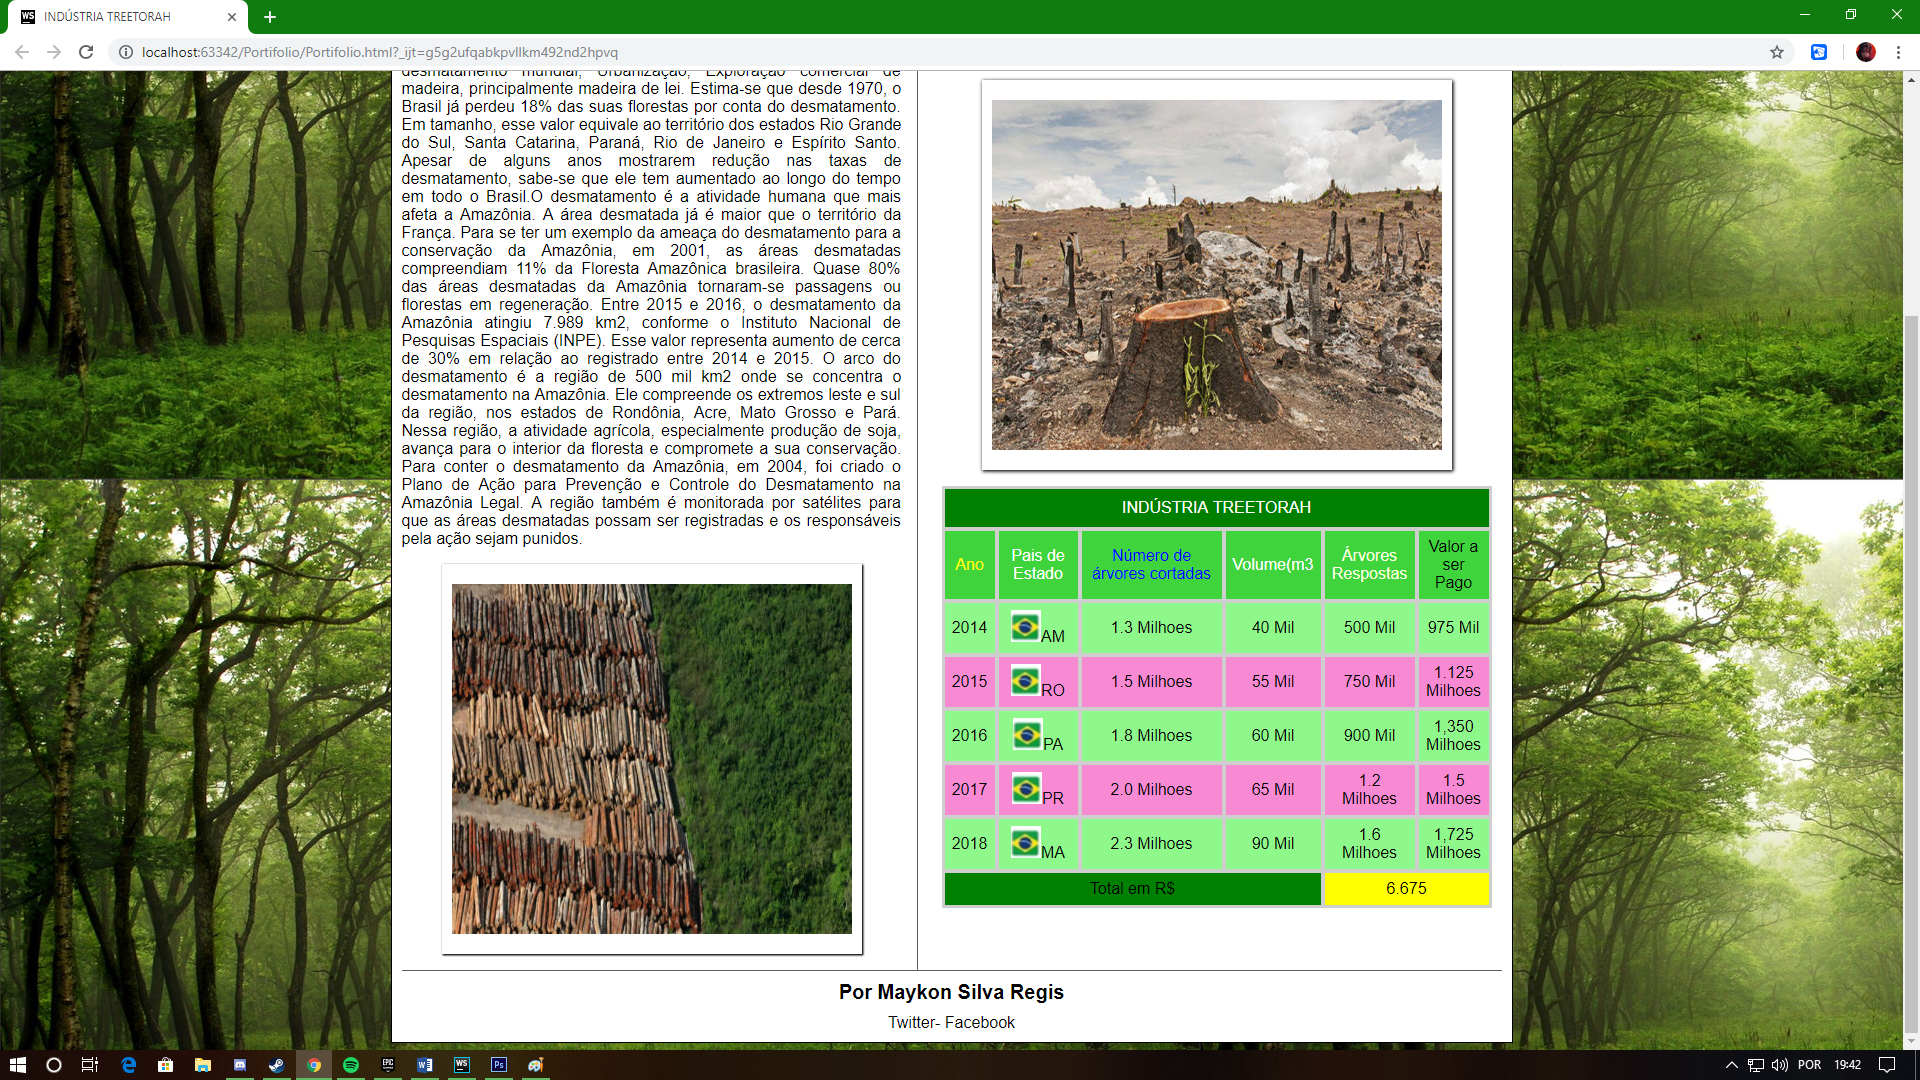 INDÚSTRIA TREETORAH
localhost:63342/Portifolio/Portifolio.html?_ijt=g5g2ufqabkpvllkm492nd2hpvq
desmatamento mundial, Urbanização, Exploração comercial de
madeira, principalmente madeira de lei. Estima-se que desde 1970, o
Brasil já perdeu 18% das suas florestas por conta do desmatamento.
Em tamanho, esse valor equivale ao território dos estados Rio Grande
do Sul, Santa Catarina, Paraná, Rio de Janeiro e Espírito Santo.
Apesar de alguns anos mostrarem redução nas taxas de
desmatamento, sabe-se que ele tem aumentado ao longo do tempo
em todo o Brasil.O desmatamento é a atividade humana que mais
afeta a Amazônia. A área desmatada já é maior que o território da
França. Para se ter um exemplo da ameaça do desmatamento para a
conservação da Amazônia, em 2001, as áreas desmatadas
compreendiam 11% da Floresta Amazônica brasileira. Quase 80%
das áreas desmatadas da Amazônia tornaram-se passagens ou
florestas em regeneração. Entre 2015 e 2016, o desmatamento da
Amazônia atingiu 7.989 km2, conforme o Instituto Nacional de
Pesquisas Espaciais (INPE). Esse valor representa aumento de cerca
de 30% em relação ao registrado entre 2014 e 2015. O arco do
desmatamento é a região de 500 mil km2 onde se concentra o
desmatamento na Amazônia. Ele compreende os extremos leste e sul
da região, nos estados de Rondônia, Acre, Mato Grosso e Pará.
Nessa região, a atividade agrícola, especialmente produção de soja,
avança para o interior da floresta e compromete a sua conservação.
Para conter o desmatamento da Amazônia, em 2004, foi criado o
Plano de Ação para Prevenção e Controle do Desmatamento na
Amazônia Legal. A região também é monitorada por satélites para
que as áreas desmatadas possam ser registradas e os responsáveis
pela ação sejam punidos.
INDÚSTRIA TREETORAH
Ano Pais de Estado Número de árvores cortadas Volume(m3 Árvores Respostas Valor a ser Pago
2014 AM 1.3 Milhoes 40 Mil 500 Mil 975 Mil
2015 RO 1.5 Milhoes 55 Mil 750 Mil 1.125 Milhoes
2016 PA 1.8 Milhoes 60 Mil 900 Mil 1,350 Milhoes
2017 PR 2.0 Milhoes 65 Mil 1.2 Milhoes 1.5 Milhoes
2018 MA 2.3 Milhoes 90 Mil 1.6 Milhoes 1,725 Milhoes
Total em R$ 6.675
Por Maykon Silva Regis
Twitter- Facebook
POR 19:42